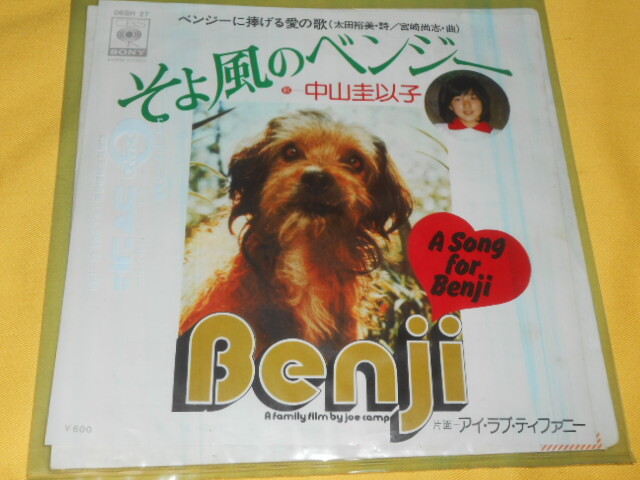 06SH 27
CBS
SONY
ベンジーに捧げる愛の歌(太田裕美・詩/宮崎尚志・曲)
そよ風のベンジー
中山圭以子
A Song
for
Benji
Benji
A family film by joe camp
片面-アイ・ラブ・ティファニー
¥600